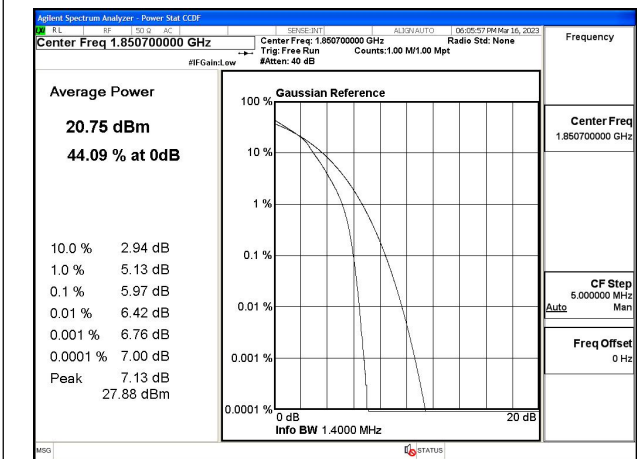 Agilent Spectrum Analyzer - Power Stat CCDF
RL RF 50 Ω AC SENSE:INT ALIGN AUTO 06:05:57 PM Mar 16, 2023
Center Freq 1.850700000 GHz
Center Freq: 1.850700000 GHz Radio Std: None
Trig: Free Run Counts:1.00 M/1.00 Mpt
#IFGain:Low #Atten: 40 dB
Frequency
Average Power
20.75 dBm
44.09 % at 0dB
10.0 % 2.94 dB
1.0 % 5.13 dB
0.1 % 5.97 dB
0.01 % 6.42 dB
0.001 % 6.76 dB
0.0001 % 7.00 dB
Peak 7.13 dB
27.88 dBm
Gaussian Reference
100 %
10 %
1 %
0.1 %
0.01 %
0.001 %
0.0001 %
0 dB 20 dB
Info BW 1.4000 MHz
Center Freq
1.850700000 GHz
CF Step
5.000000 MHz
Auto Man
Freq Offset
0 Hz
MSG STATUS